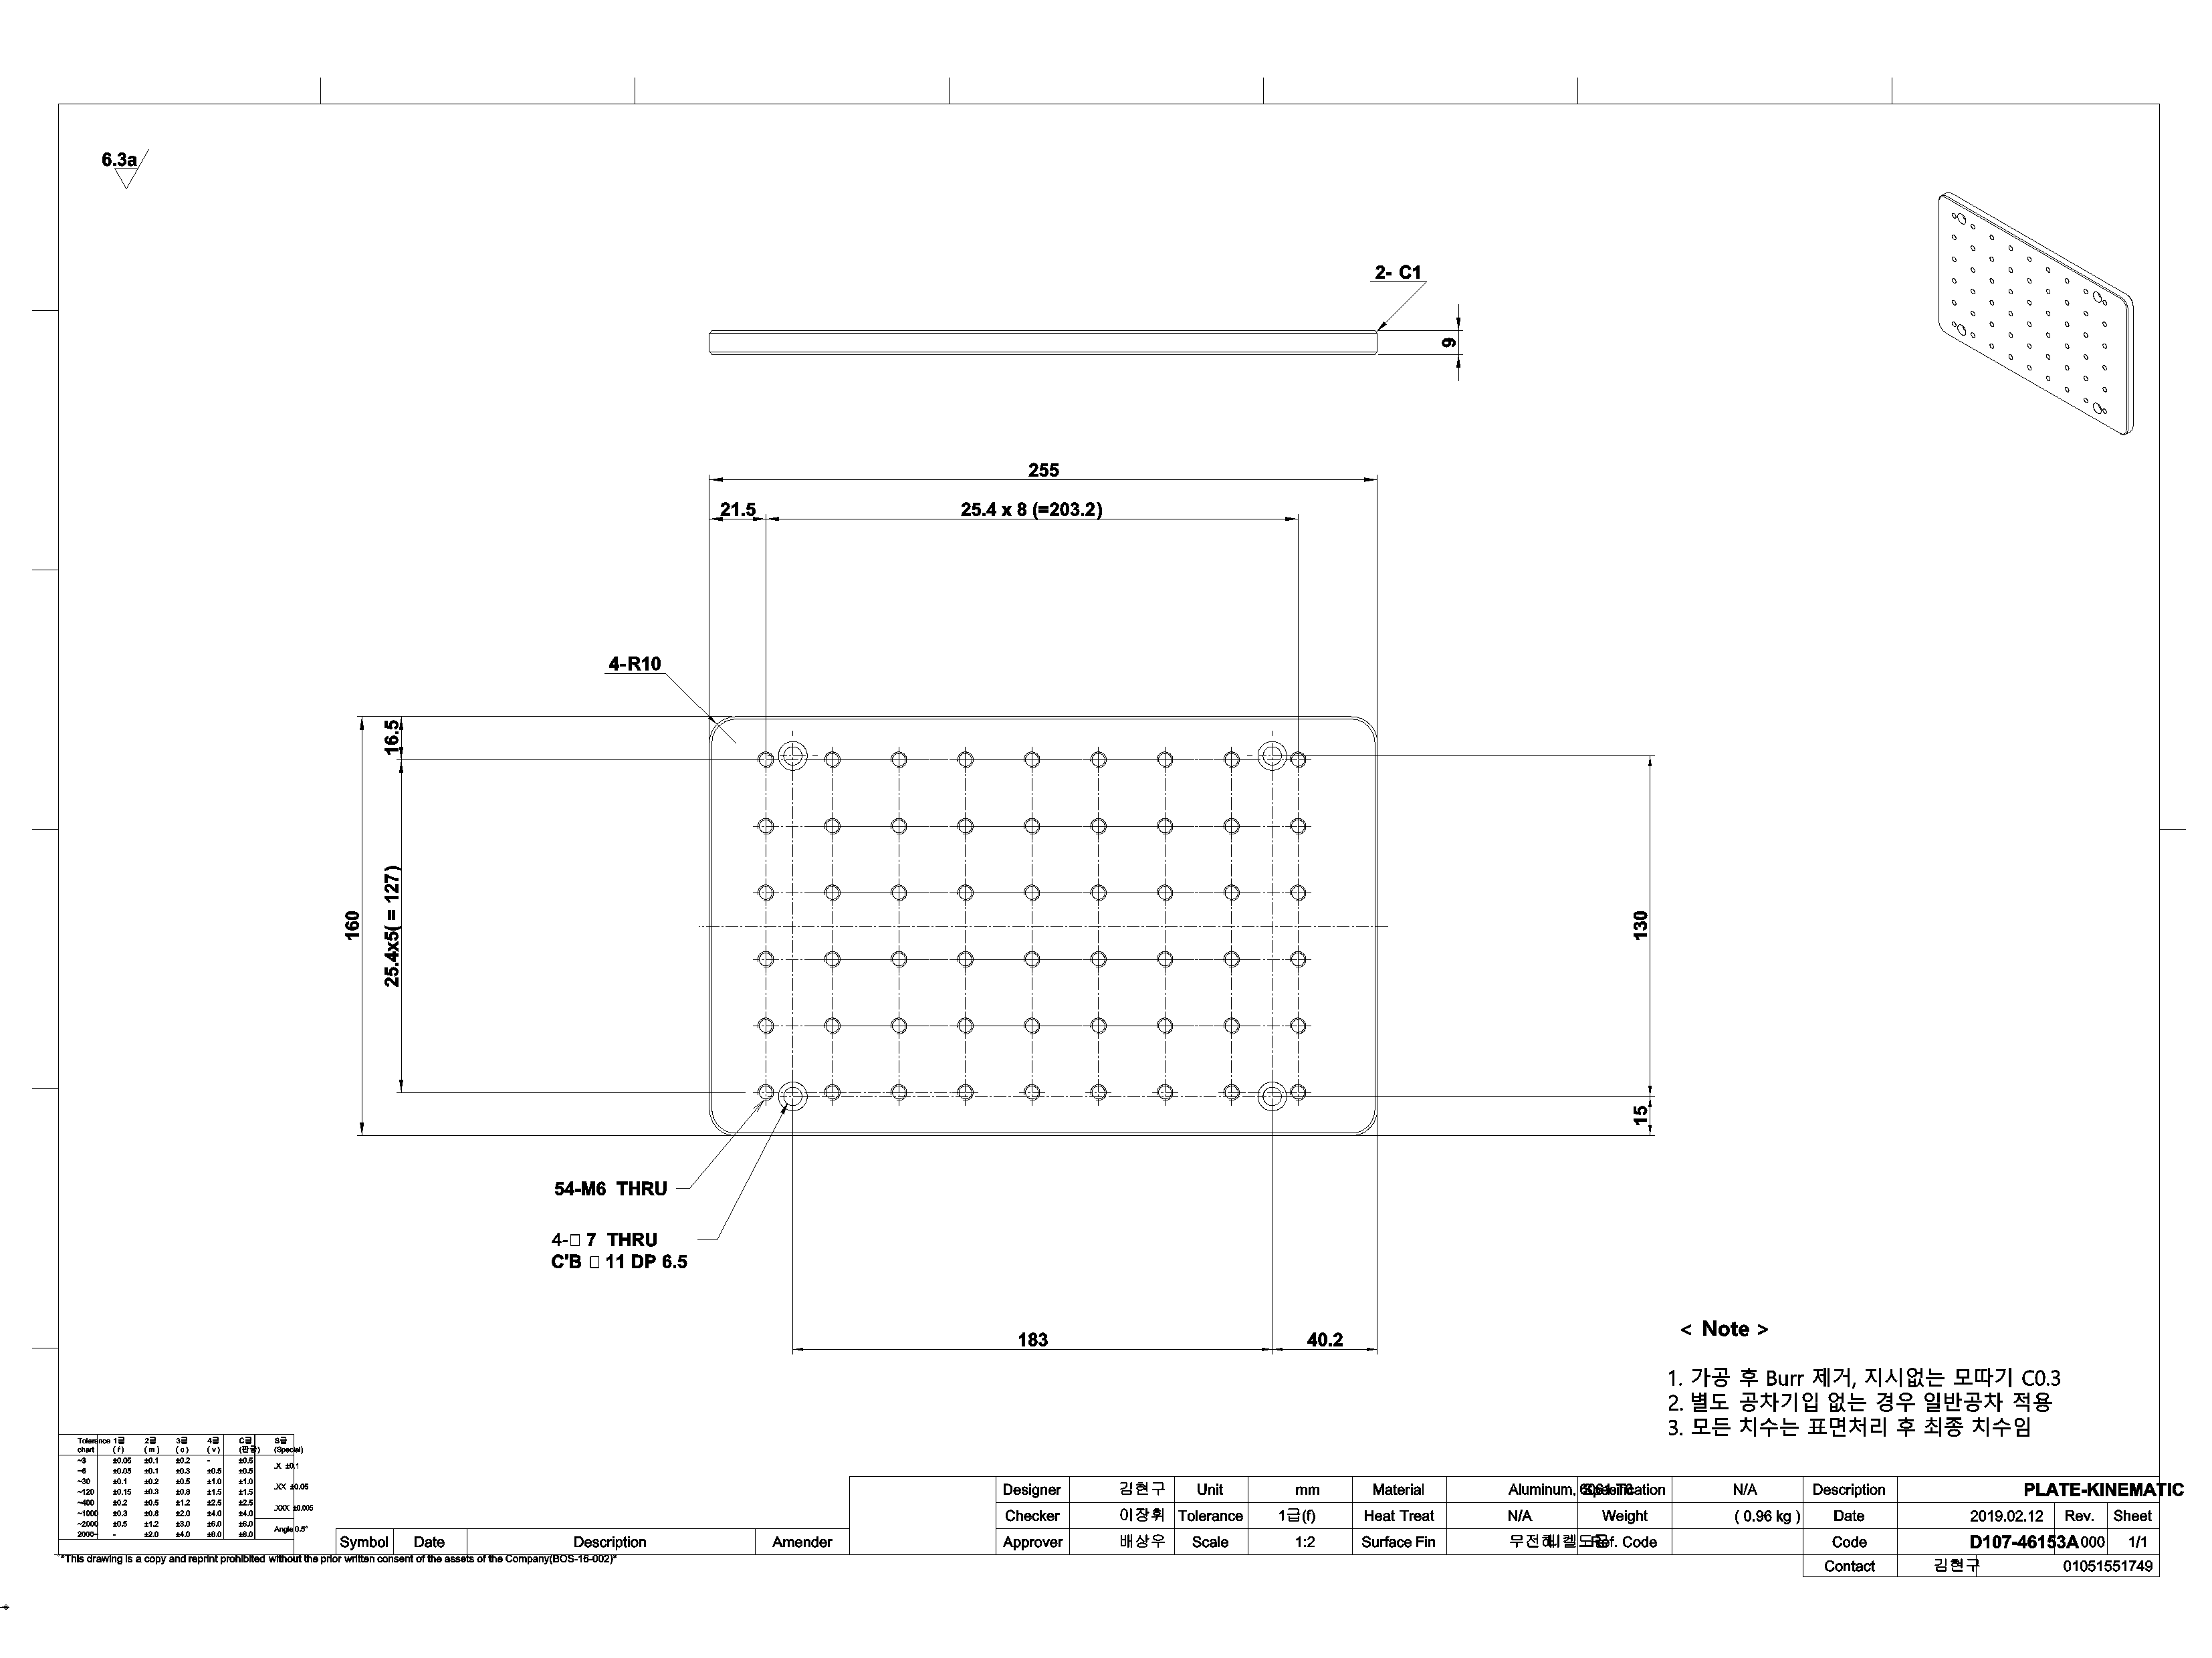 6.3a
2- C1
9
255
21.5
25.4 x 8 (=203.2)
4-R10
16.5
160
25.4x5( = 127)
130
15
54-M6 THRU
4-□ 7 THRU
C'B □ 11 DP 6.5
183
40.2
< Note >
1. 가공 후 Burr 제거, 지시없는 모따기 C0.3
2. 별도 공차기입 없는 경우 일반공차 적용
3. 모든 치수는 표면처리 후 최종 치수임
Tolerance chart 1급 (f) 2급 (m) 3급 (c) 4급 (v) C급 (판금) S급 (Special)
~3 ±0.05 ±0.1 ±0.2 - ±0.5
.X ±0.1
~6 ±0.05 ±0.1 ±0.3 ±0.5 ±0.5
~30 ±0.1 ±0.2 ±0.5 ±1.0 ±1.0
.XX ±0.05
~120 ±0.15 ±0.3 ±0.8 ±1.5 ±1.5
~400 ±0.2 ±0.5 ±1.2 ±2.5 ±2.5
.XXX ±0.005
~1000 ±0.3 ±0.8 ±2.0 ±4.0 ±4.0
~2000 ±0.5 ±1.2 ±3.0 ±6.0 ±6.0
Angle 0.5°
2000~ - ±2.0 ±4.0 ±8.0 ±8.0
Symbol Date Description Amender
"This drawing is a copy and reprint prohibited without the prior written consent of the assets of the Company(BOS-16-002)"
Designer 김현구 Unit mm Material Aluminum, 6061-T6 Specification N/A Description PLATE-KINEMATIC
Checker 이장휘 Tolerance 1급(f) Heat Treat N/A Weight ( 0.96 kg ) Date 2019.02.12 Rev. Sheet
Approver 배상우 Scale 1:2 Surface Fin 무전해니켈도금 Ref. Code Code D107-46153A 000 1/1
Contact 김현구 01051551749